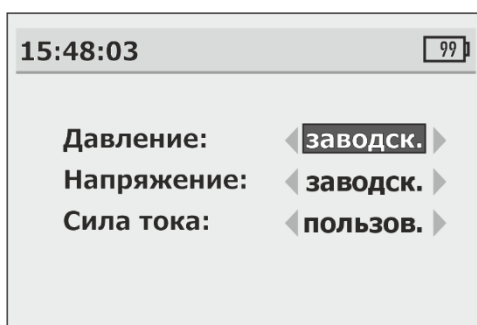 15:48:03 99
Давление: заводск.
Напряжение: заводск.
Сила тока: пользов.